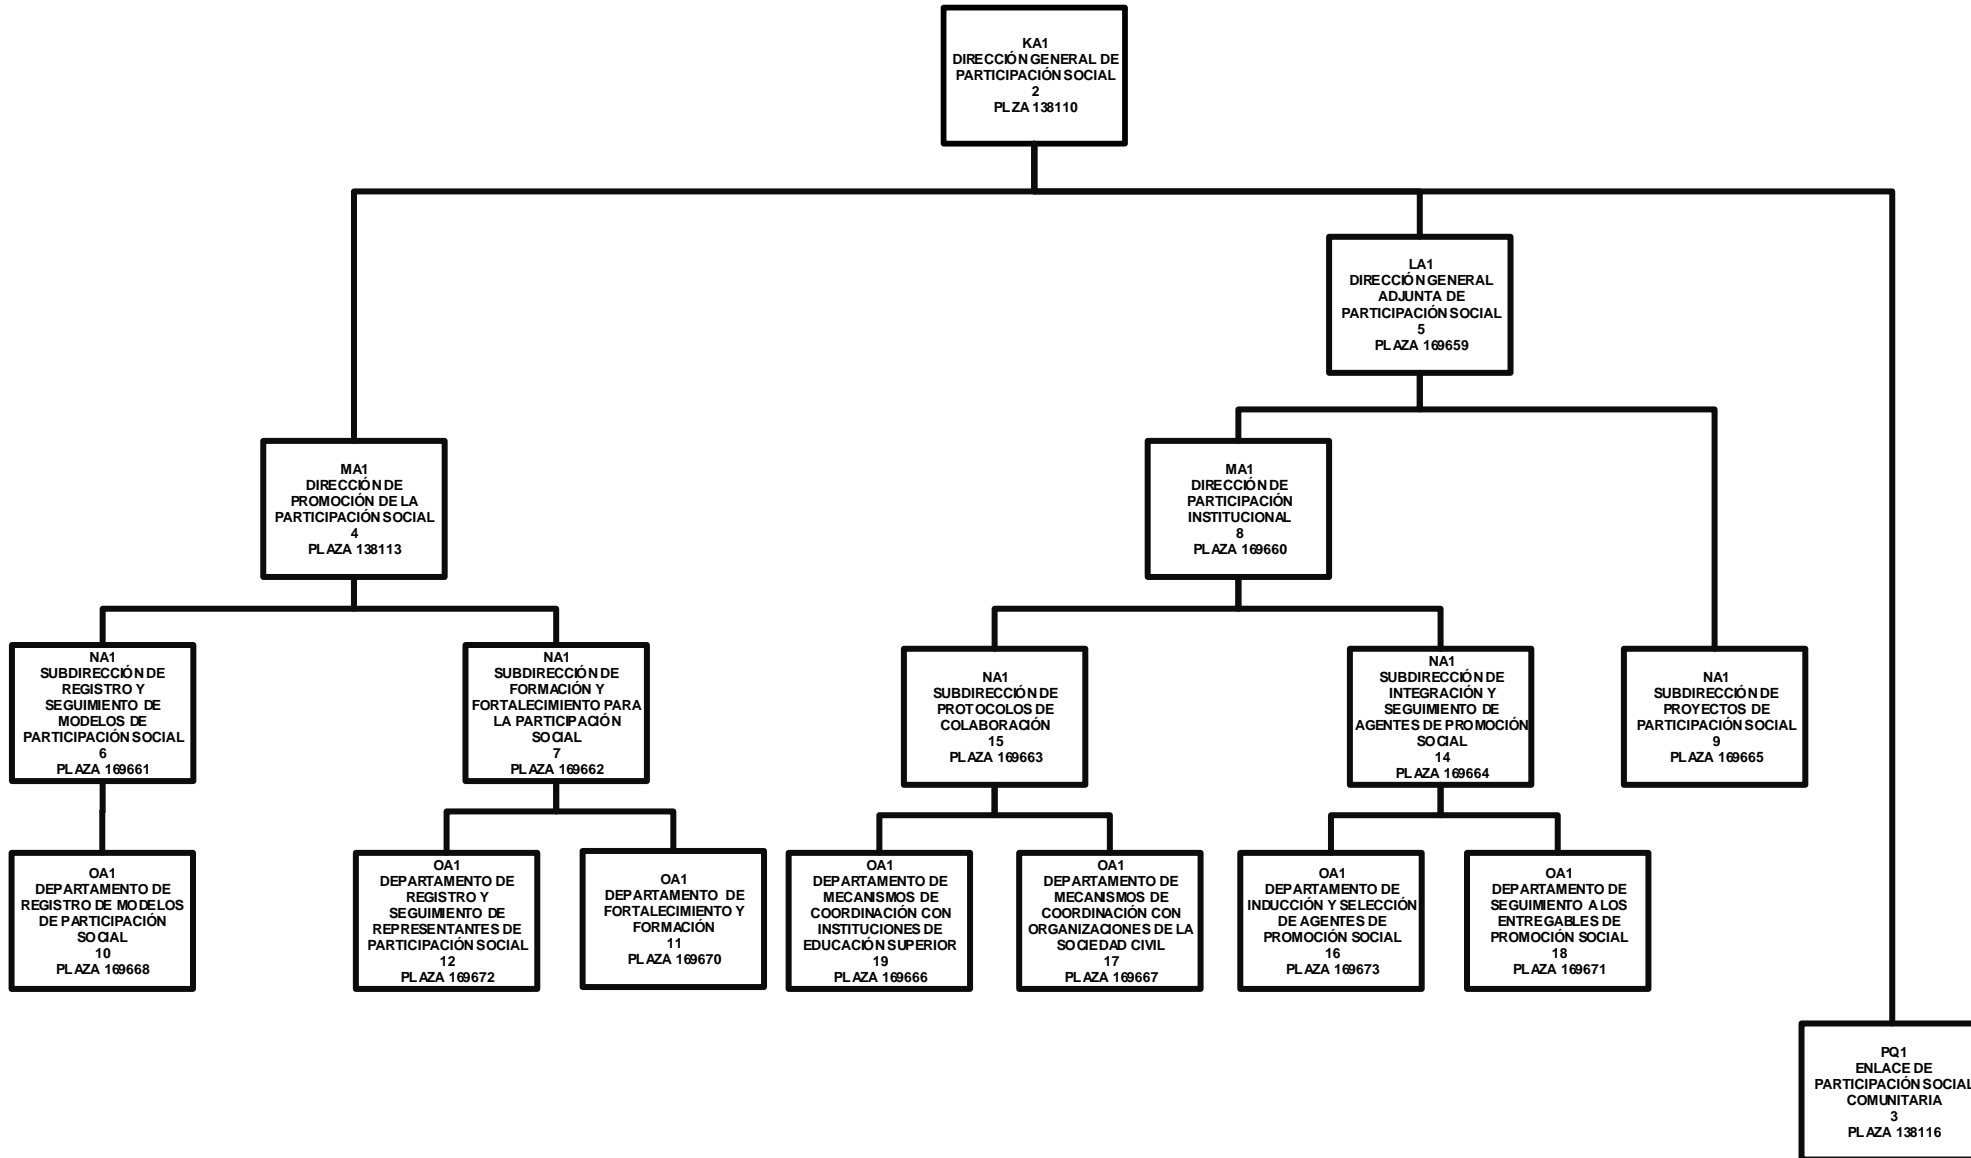 KA1
DIRECCIÓN GENERAL DE
PARTICIPACIÓN SOCIAL
2
PLZA 138110
LA1
DIRECCIÓN GENERAL
ADJUNTA DE
PARTICIPACIÓN SOCIAL
5
PLAZA 169659
MA1
DIRECCIÓN DE
PROMOCIÓN DE LA
PARTICIPACIÓN SOCIAL
4
PLAZA 138113
MA1
DIRECCIÓN DE
PARTICIPACIÓN
INSTITUCIONAL
8
PLAZA 169660
NA1
SUBDIRECCIÓN DE
REGISTRO Y
SEGUIMIENTO DE
MODELOS DE
PARTICIPACIÓN SOCIAL
6
PLAZA 169661
NA1
SUBDIRECCIÓN DE
FORMACIÓN Y
FORTALECIMIENTO PARA
LA PARTICIPACIÓN
SOCIAL
7
PLAZA 169662
NA1
SUBDIRECCIÓN DE
PROTOCOLOS DE
COLABORACIÓN
15
PLAZA 169663
NA1
SUBDIRECCIÓN DE
INTEGRACIÓN Y
SEGUIMIENTO DE
AGENTES DE PROMOCIÓN
SOCIAL
14
PLAZA 169664
NA1
SUBDIRECCIÓN DE
PROYECTOS DE
PARTICIPACIÓN SOCIAL
9
PLAZA 169665
OA1
DEPARTAMENTO DE
REGISTRO DE MODELOS
DE PARTICIPACIÓN
SOCIAL
10
PLAZA 169668
OA1
DEPARTAMENTO DE
REGISTRO Y
SEGUIMIENTO DE
REPRESENTANTES DE
PARTICIPACIÓN SOCIAL
12
PLAZA 169672
OA1
DEPARTAMENTO DE
FORTALECIMIENTO Y
FORMACIÓN
11
PLAZA 169670
OA1
DEPARTAMENTO DE
MECANISMOS DE
COORDINACIÓN CON
INSTITUCIONES DE
EDUCACIÓN SUPERIOR
19
PLAZA 169666
OA1
DEPARTAMENTO DE
MECANISMOS DE
COORDINACIÓN CON
ORGANIZACIONES DE LA
SOCIEDAD CIVIL
17
PLAZA 169667
OA1
DEPARTAMENTO DE
INDUCCIÓN Y SELECCIÓN
DE AGENTES DE
PROMOCIÓN SOCIAL
16
PLAZA 169673
OA1
DEPARTAMENTO DE
SEGUIMIENTO A LOS
ENTREGABLES DE
PROMOCIÓN SOCIAL
18
PLAZA 169671
PQ1
ENLACE DE
PARTICIPACIÓN SOCIAL
COMUNITARIA
3
PLAZA 138116